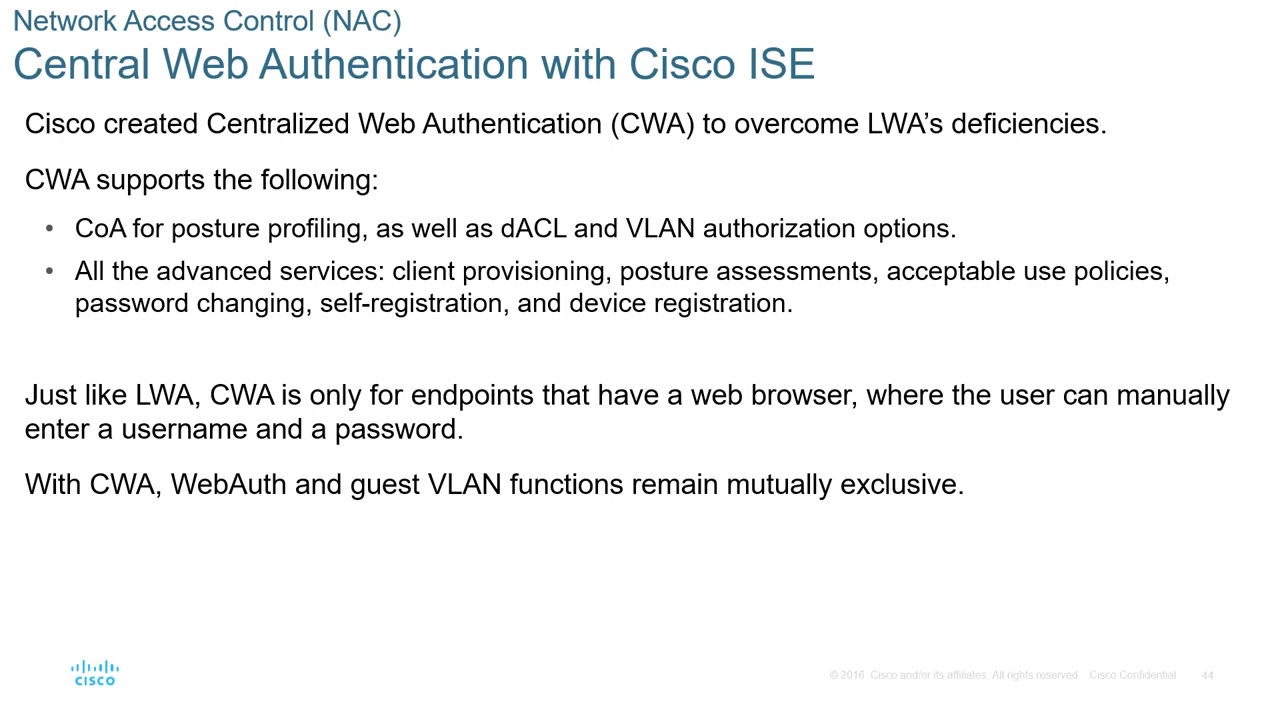 Network Access Control (NAC)
Central Web Authentication with Cisco ISE
Cisco created Centralized Web Authentication (CWA) to overcome LWA’s deficiencies.
CWA supports the following:
• CoA for posture profiling, as well as dACL and VLAN authorization options.
• All the advanced services: client provisioning, posture assessments, acceptable use policies,
password changing, self-registration, and device registration.
Just like LWA, CWA is only for endpoints that have a web browser, where the user can manually
enter a username and a password.
With CWA, WebAuth and guest VLAN functions remain mutually exclusive.
CISCO
© 2016 Cisco and/or its affiliates. All rights reserved. Cisco Confidential 44